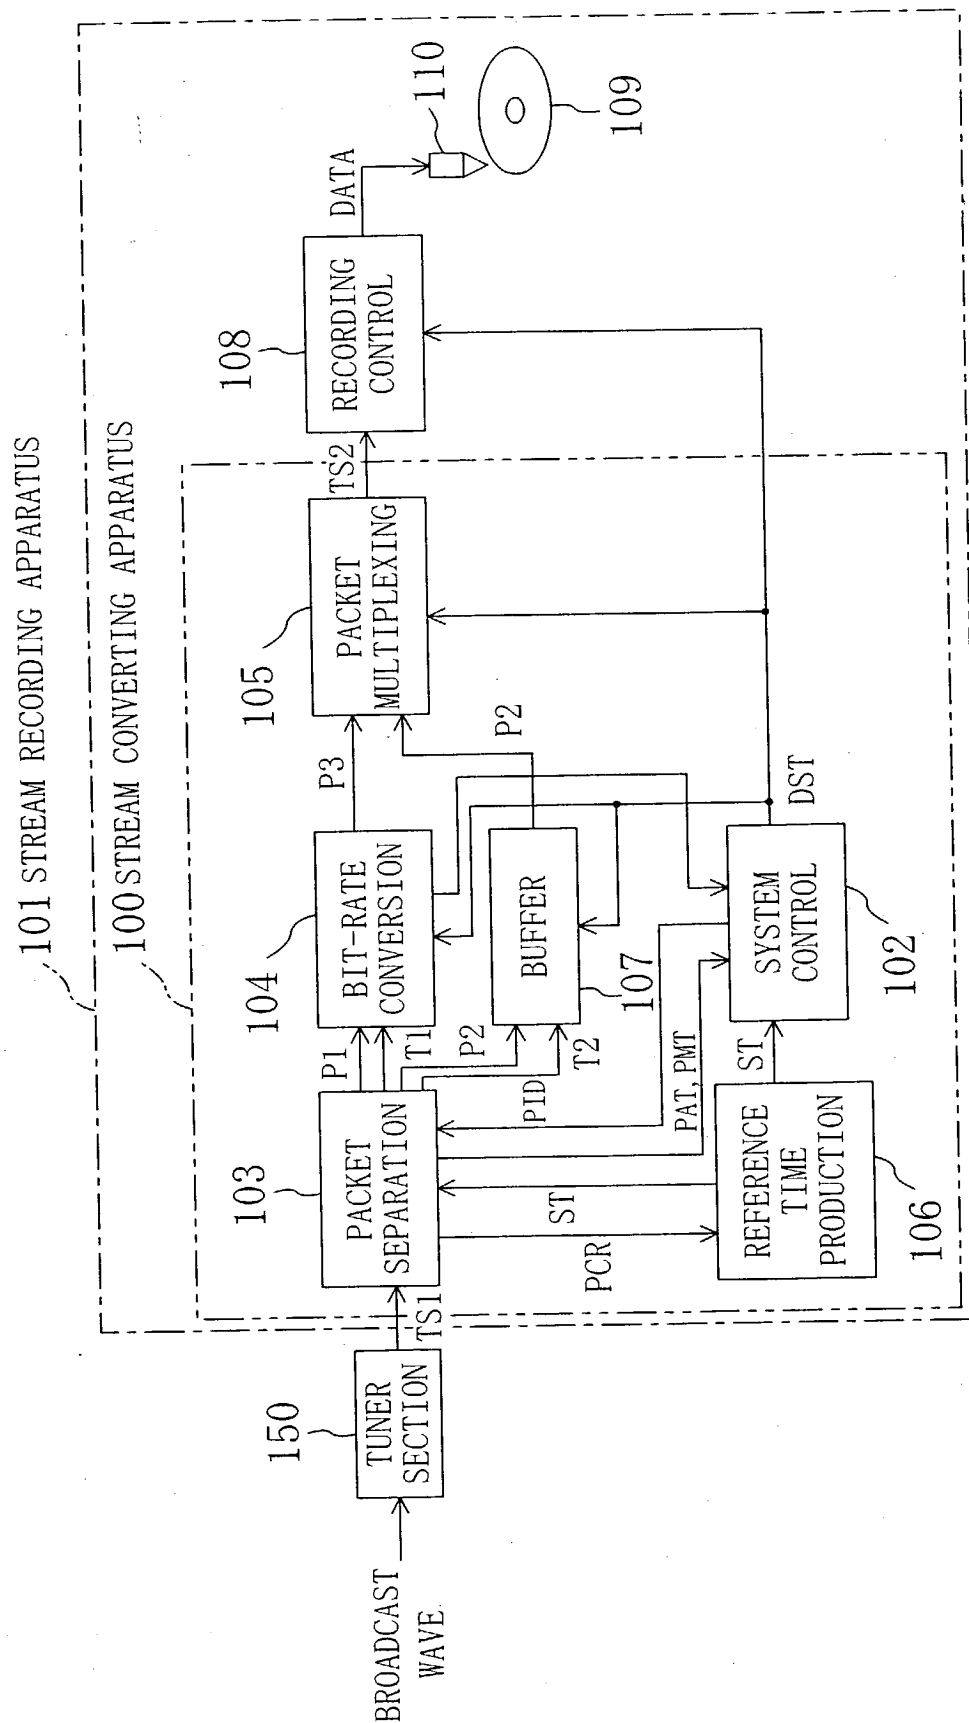 101 STREAM RECORDING APPARATUS
100 STREAM CONVERTING APPARATUS
BROADCAST
WAVE
150
TUNER
SECTION
TS1
103
PACKET
SEPARATION
P1
T1
P2
PID
T2
104
BIT-RATE
CONVERSION
P3
BUFFER
107
P2
105
PACKET
MULTIPLEXING
TS2
108
RECORDING
CONTROL
DATA
110
109
PCR
ST
PAT, PMT
REFERENCE
TIME
PRODUCTION
106
ST
SYSTEM
CONTROL
102
DST